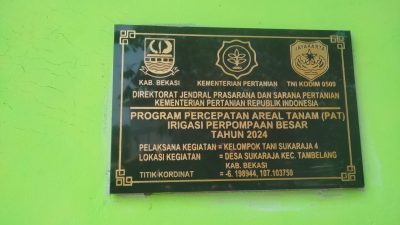 JAYAKARTA
KAB. BEKASI KEMENTERIAN PERTANIAN TNI KODIM 0509
DIREKTORAT JENDRAL PRASARANA DAN SARANA PERTANIAN
KEMENTERIAN PERTANIAN REPUBLIK INDONESIA
PROGRAM PERCEPATAN AREAL TANAM (PAT)
IRIGASI PERPOMPAAN BESAR
TAHUN 2024
PELAKSANA KEGIATAN = KELOMPOK TANI SUKARAJA 4
LOKASI KEGIATAN = DESA SUKARAJA KEC. TAMBELANG
KAB. BEKASI
TITIK KORDINAT = -6. 198944, 107.103750